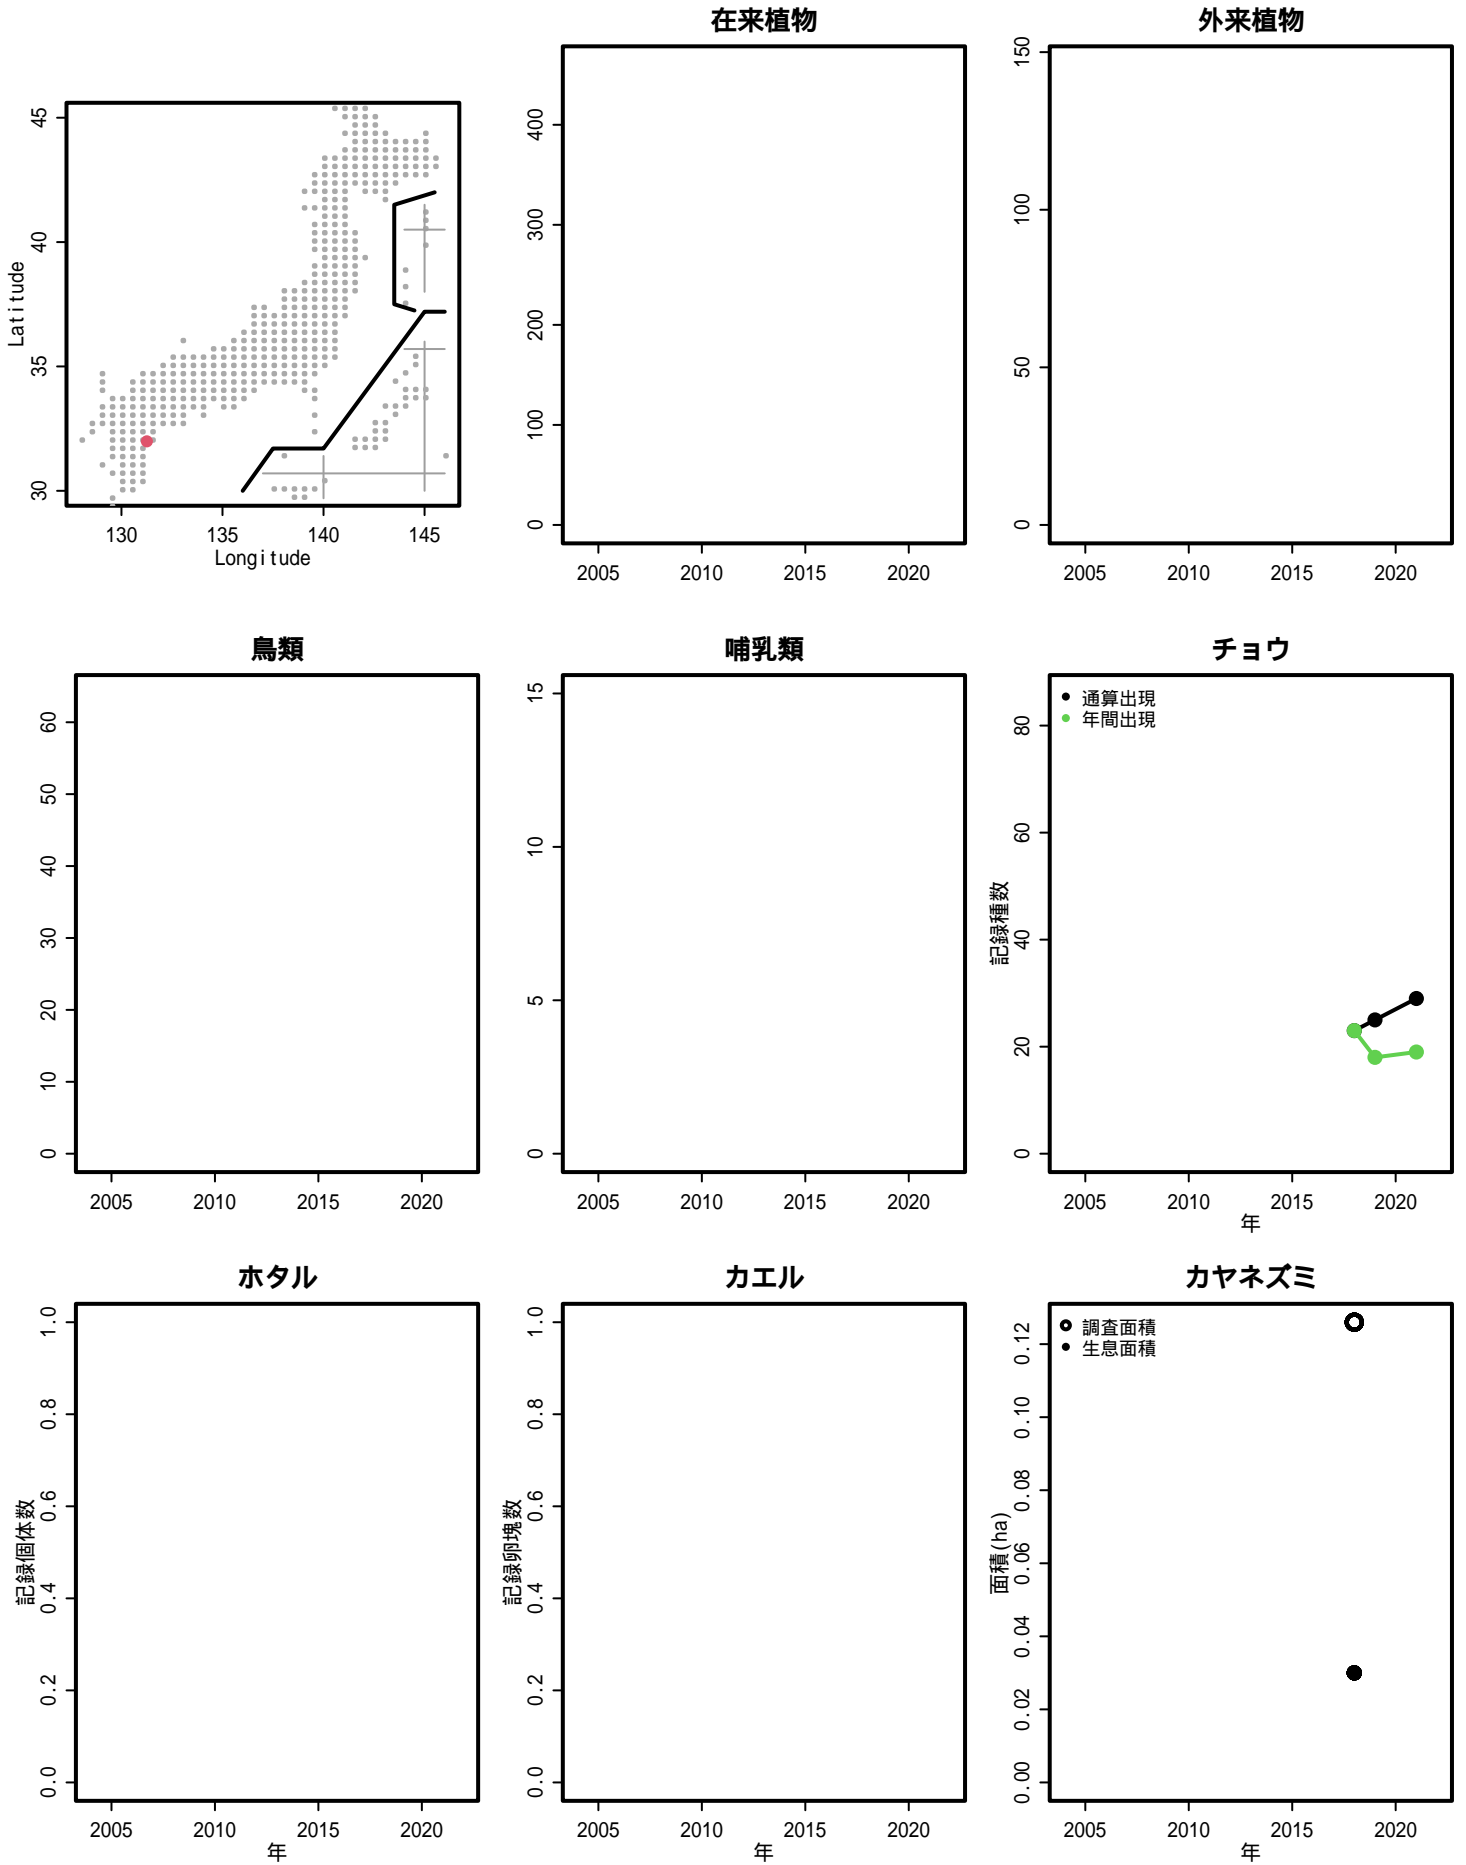 在来植物
外来植物
45
40
35
30
Latitude
130 135 140 145
Longitude
400
300
200
100
0
2005 2010 2015 2020
150
100
50
0
2005 2010 2015 2020
鳥類
哺乳類
チョウ
60
50
40
30
20
10
0
2005 2010 2015 2020
15
10
5
0
2005 2010 2015 2020
通算出現
年間出現
80
60
40
20
0
記録種数
2005 2010 2015 2020
年
ホタル
カエル
カヤネズミ
1.0
0.8
0.6
0.4
0.2
0.0
記録個体数
2005 2010 2015 2020
年
1.0
0.8
0.6
0.4
0.2
0.0
記録卵塊数
2005 2010 2015 2020
年
調査面積
生息面積
0.12
0.10
0.08
0.06
0.04
0.02
0.00
面積(ha)
2005 2010 2015 2020
年